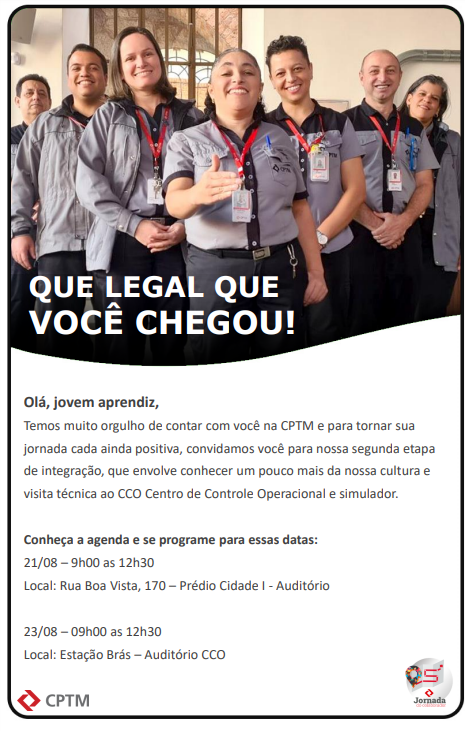 CPTM
QUE LEGAL QUE
VOCÊ CHEGOU!
Olá, jovem aprendiz,
Temos muito orgulho de contar com você na CPTM e para tornar sua
jornada cada ainda positiva, convidamos você para nossa segunda etapa
de integração, que envolve conhecer um pouco mais da nossa cultura e
visita técnica ao CCO Centro de Controle Operacional e simulador.
Conheça a agenda e se programe para essas datas:
21/08 – 9h00 as 12h30
Local: Rua Boa Vista, 170 – Prédio Cidade I - Auditório
23/08 – 09h00 as 12h30
Local: Estação Brás – Auditório CCO
CPTM
Jornada